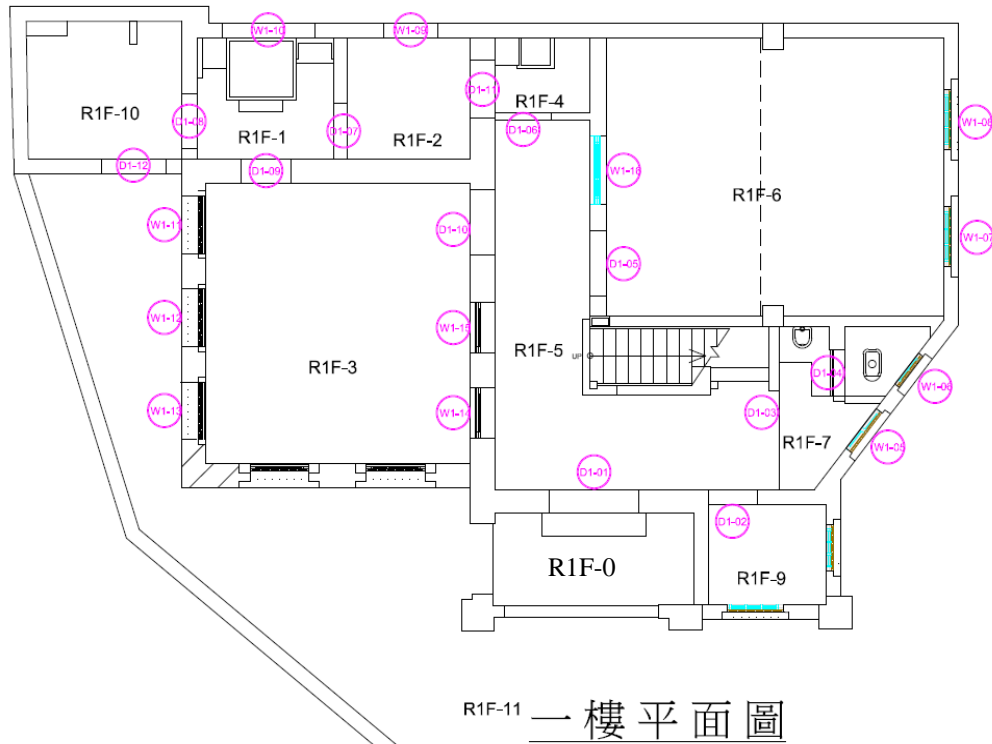 W1-10
W1-09
R1F-10
D1-08
R1F-1
D1-07
R1F-2
D1-11
R1F-4
D1-06
W1-08
D1-12
D1-09
W1-18
R1F-6
W1-11
D1-10
W1-07
D1-05
W1-12
W1-15
R1F-5
UP
R1F-3
D1-04
W1-06
W1-13
W1-14
D1-03
R1F-7
W1-05
D1-01
D1-02
R1F-0
R1F-9
R1F-11 一樓平面圖